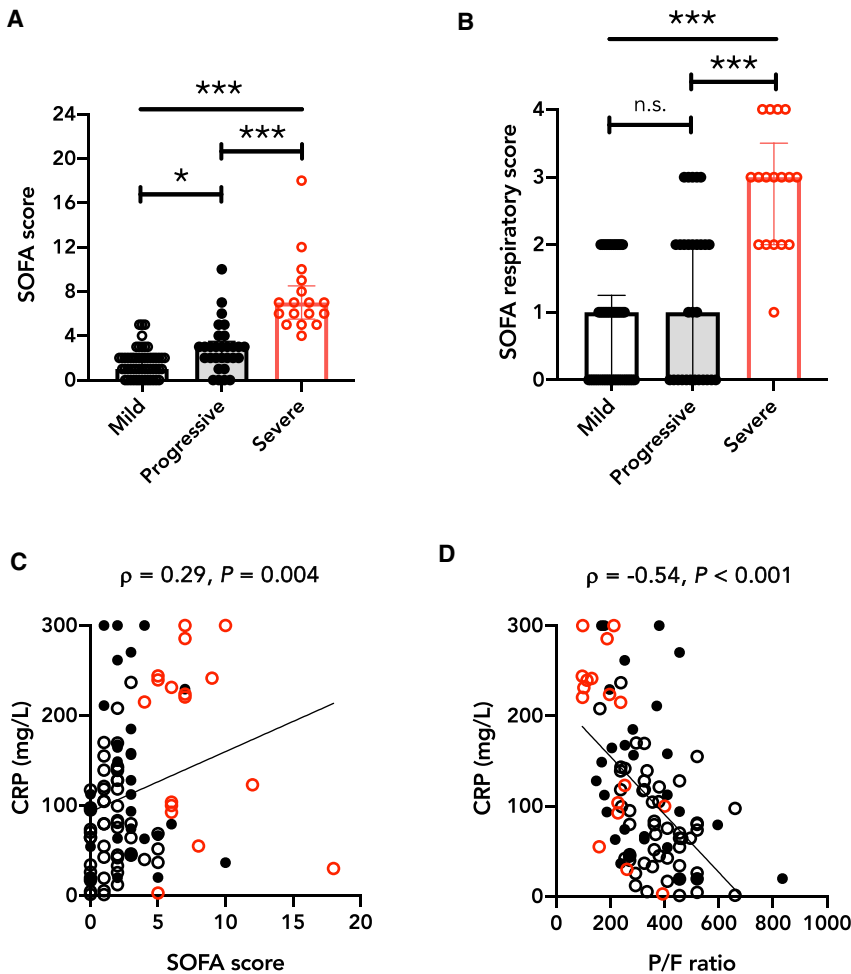 A
SOFA score
24
20
16
12
8
4
0
***
***
*
Mild
Progressive
Severe
B
SOFA respiratory score
4
3
2
1
0
***
***
n.s.
Mild
Progressive
Severe
C
ρ = 0.29, P = 0.004
CRP (mg/L)
300
200
100
0
0 5 10 15 20
SOFA score
D
ρ = -0.54, P < 0.001
CRP (mg/L)
300
200
100
0
0 200 400 600 800 1000
P/F ratio